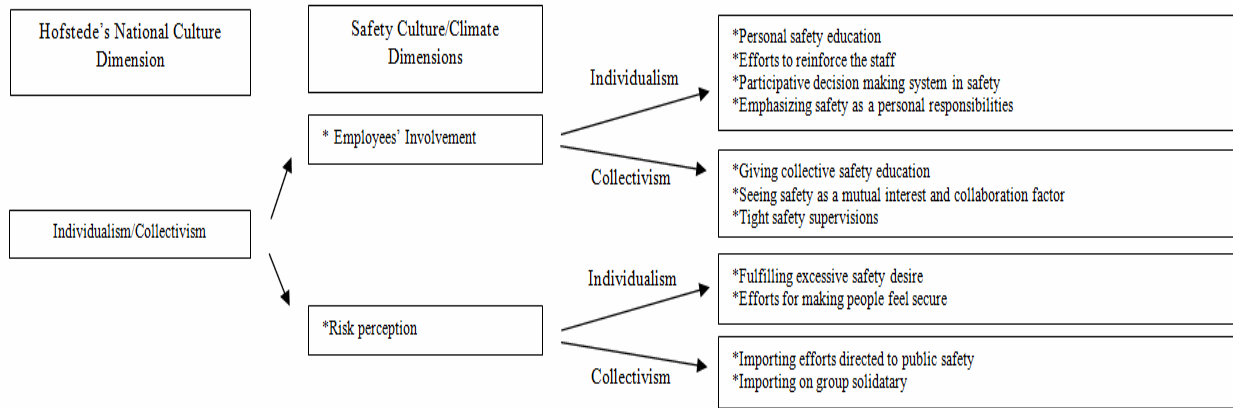 Hofstede's National Culture
Dimension
Safety Culture/Climate
Dimensions
*Personal safety education
*Efforts to reinforce the staff
*Participative decision making system in safety
*Emphasizing safety as a personal responsibilities
Individualism
* Employees' Involvement
Collectivism
*Giving collective safety education
*Seeing safety as a mutual interest and collaboration factor
*Tight safety supervisions
Individualism/Collectivism
Individualism
*Fulfilling excessive safety desire
*Efforts for making people feel secure
*Risk perception
Collectivism
*Importing efforts directed to public safety
*Importing on group solidatary